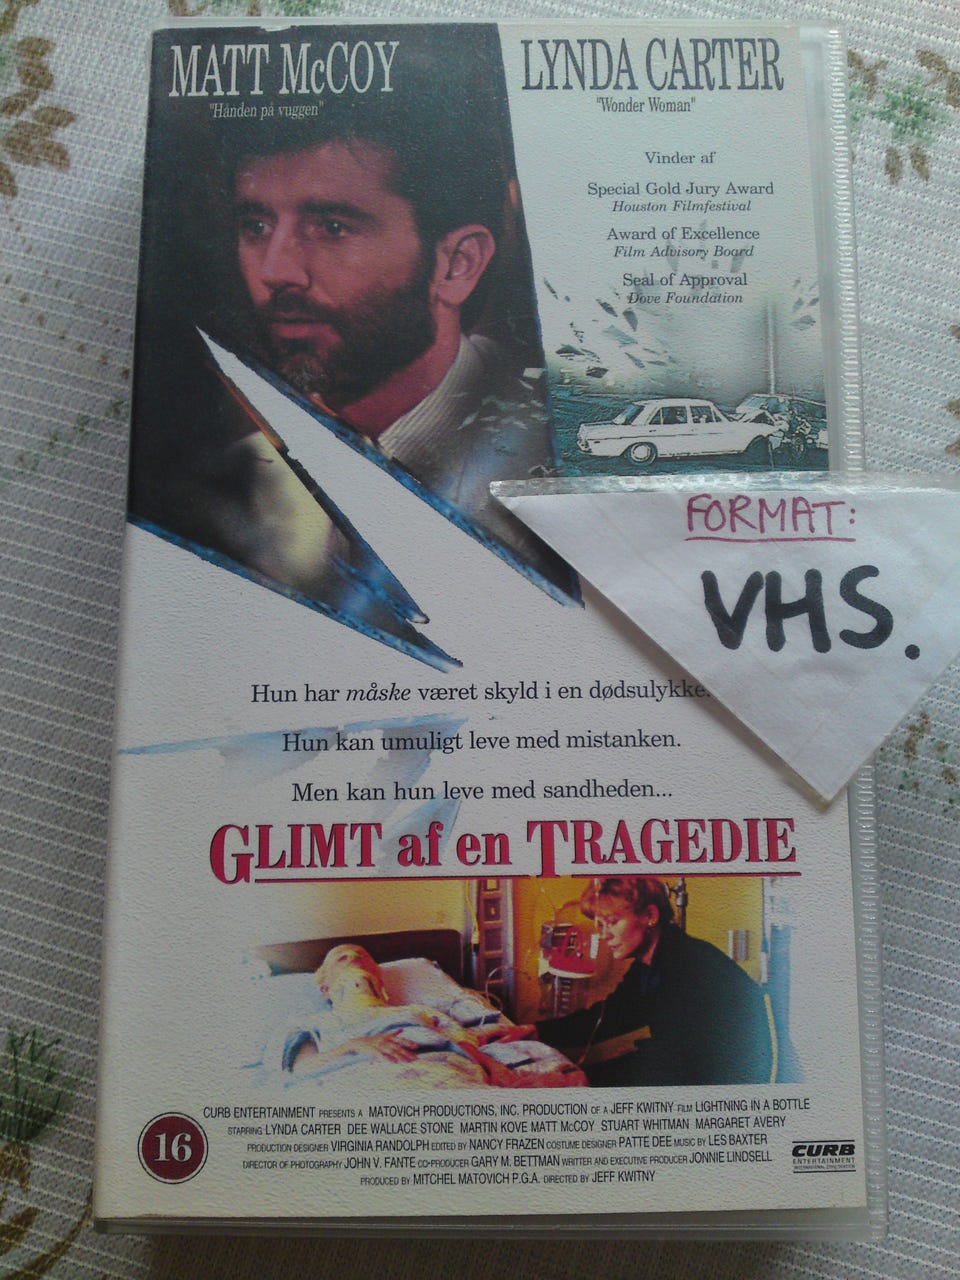 MATT McCOY
"Hånden på vuggen"
LYNDA CARTER
"Wonder Woman"
Vinder af
Special Gold Jury Award
Houston Filmfestival
Award of Excellence
Film Advisory Board
Seal of Approval
Dove Foundation
FORMAT:
VHS.
Hun har måske været skyld i en dødsulykke.
Hun kan umuligt leve med mistanken.
Men kan hun leve med sandheden...
GLIMT af en TRAGEDIE
CURB ENTERTAINMENT PRESENTS A MATOVICH PRODUCTIONS, INC. PRODUCTION OF A JEFF KWITNY FILM LIGHTNING IN A BOTTLE
STARRING LYNDA CARTER DEE WALLACE STONE MARTIN KOVE MATT McCOY STUART WHITMAN MARGARET AVERY
PRODUCTION DESIGNER VIRGINIA RANDOLPH EDITED BY NANCY FRAZEN COSTUME DESIGNER PATTE DEE MUSIC BY LES BAXTER
DIRECTOR OF PHOTOGRAPHY JOHN V. FANTE CO-PRODUCER GARY M. BETTMAN WRITTER AND EXECUTIVE PRODUCER JONNIE LINDSELL
PRODUCED BY MITCHEL MATOVICH P.G.A. DIRECTED BY JEFF KWITNY
16
CURB
ENTERTAINMENT